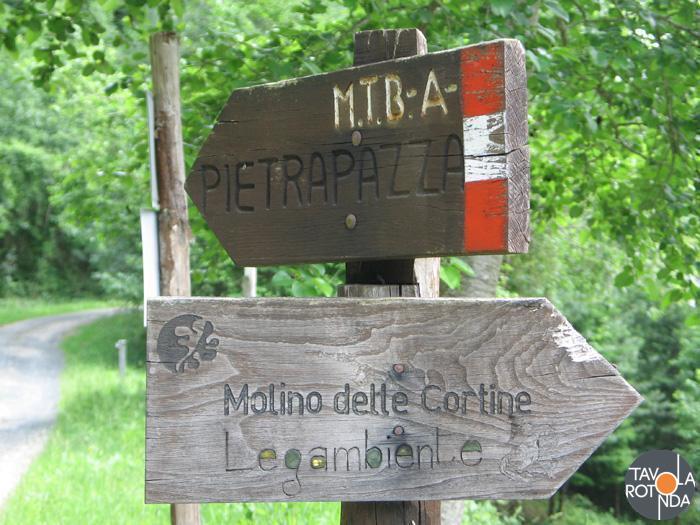 M.T.B.-A-
PIETRAPAZZA
Molino delle Cortine
Legambiente
TAVOLA
ROTONDA